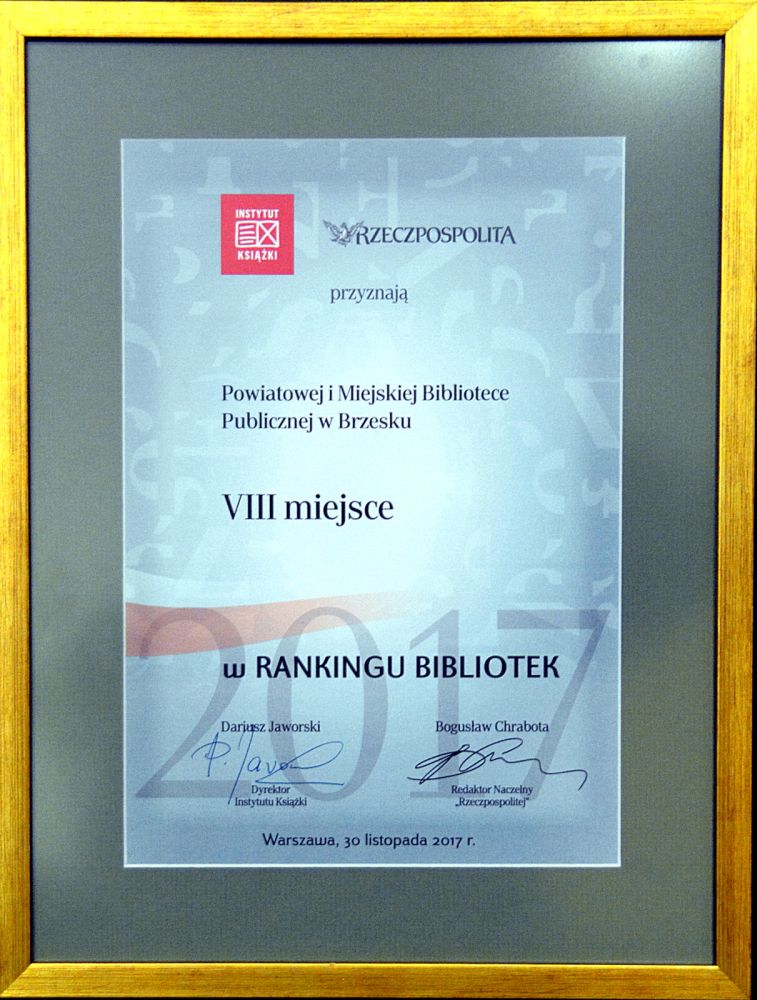 INSTYTUT
KSIĄŻKI
RZECZPOSPOLITA
przyznają
Powiatowej i Miejskiej Bibliotece
Publicznej w Brzesku
VIII miejsce
2017
w RANKINGU BIBLIOTEK
Dariusz Jaworski
Bogusław Chrabota
Dyrektor
Instytutu Książki
Redaktor Naczelny
„Rzeczpospolitej”
Warszawa, 30 listopada 2017 r.